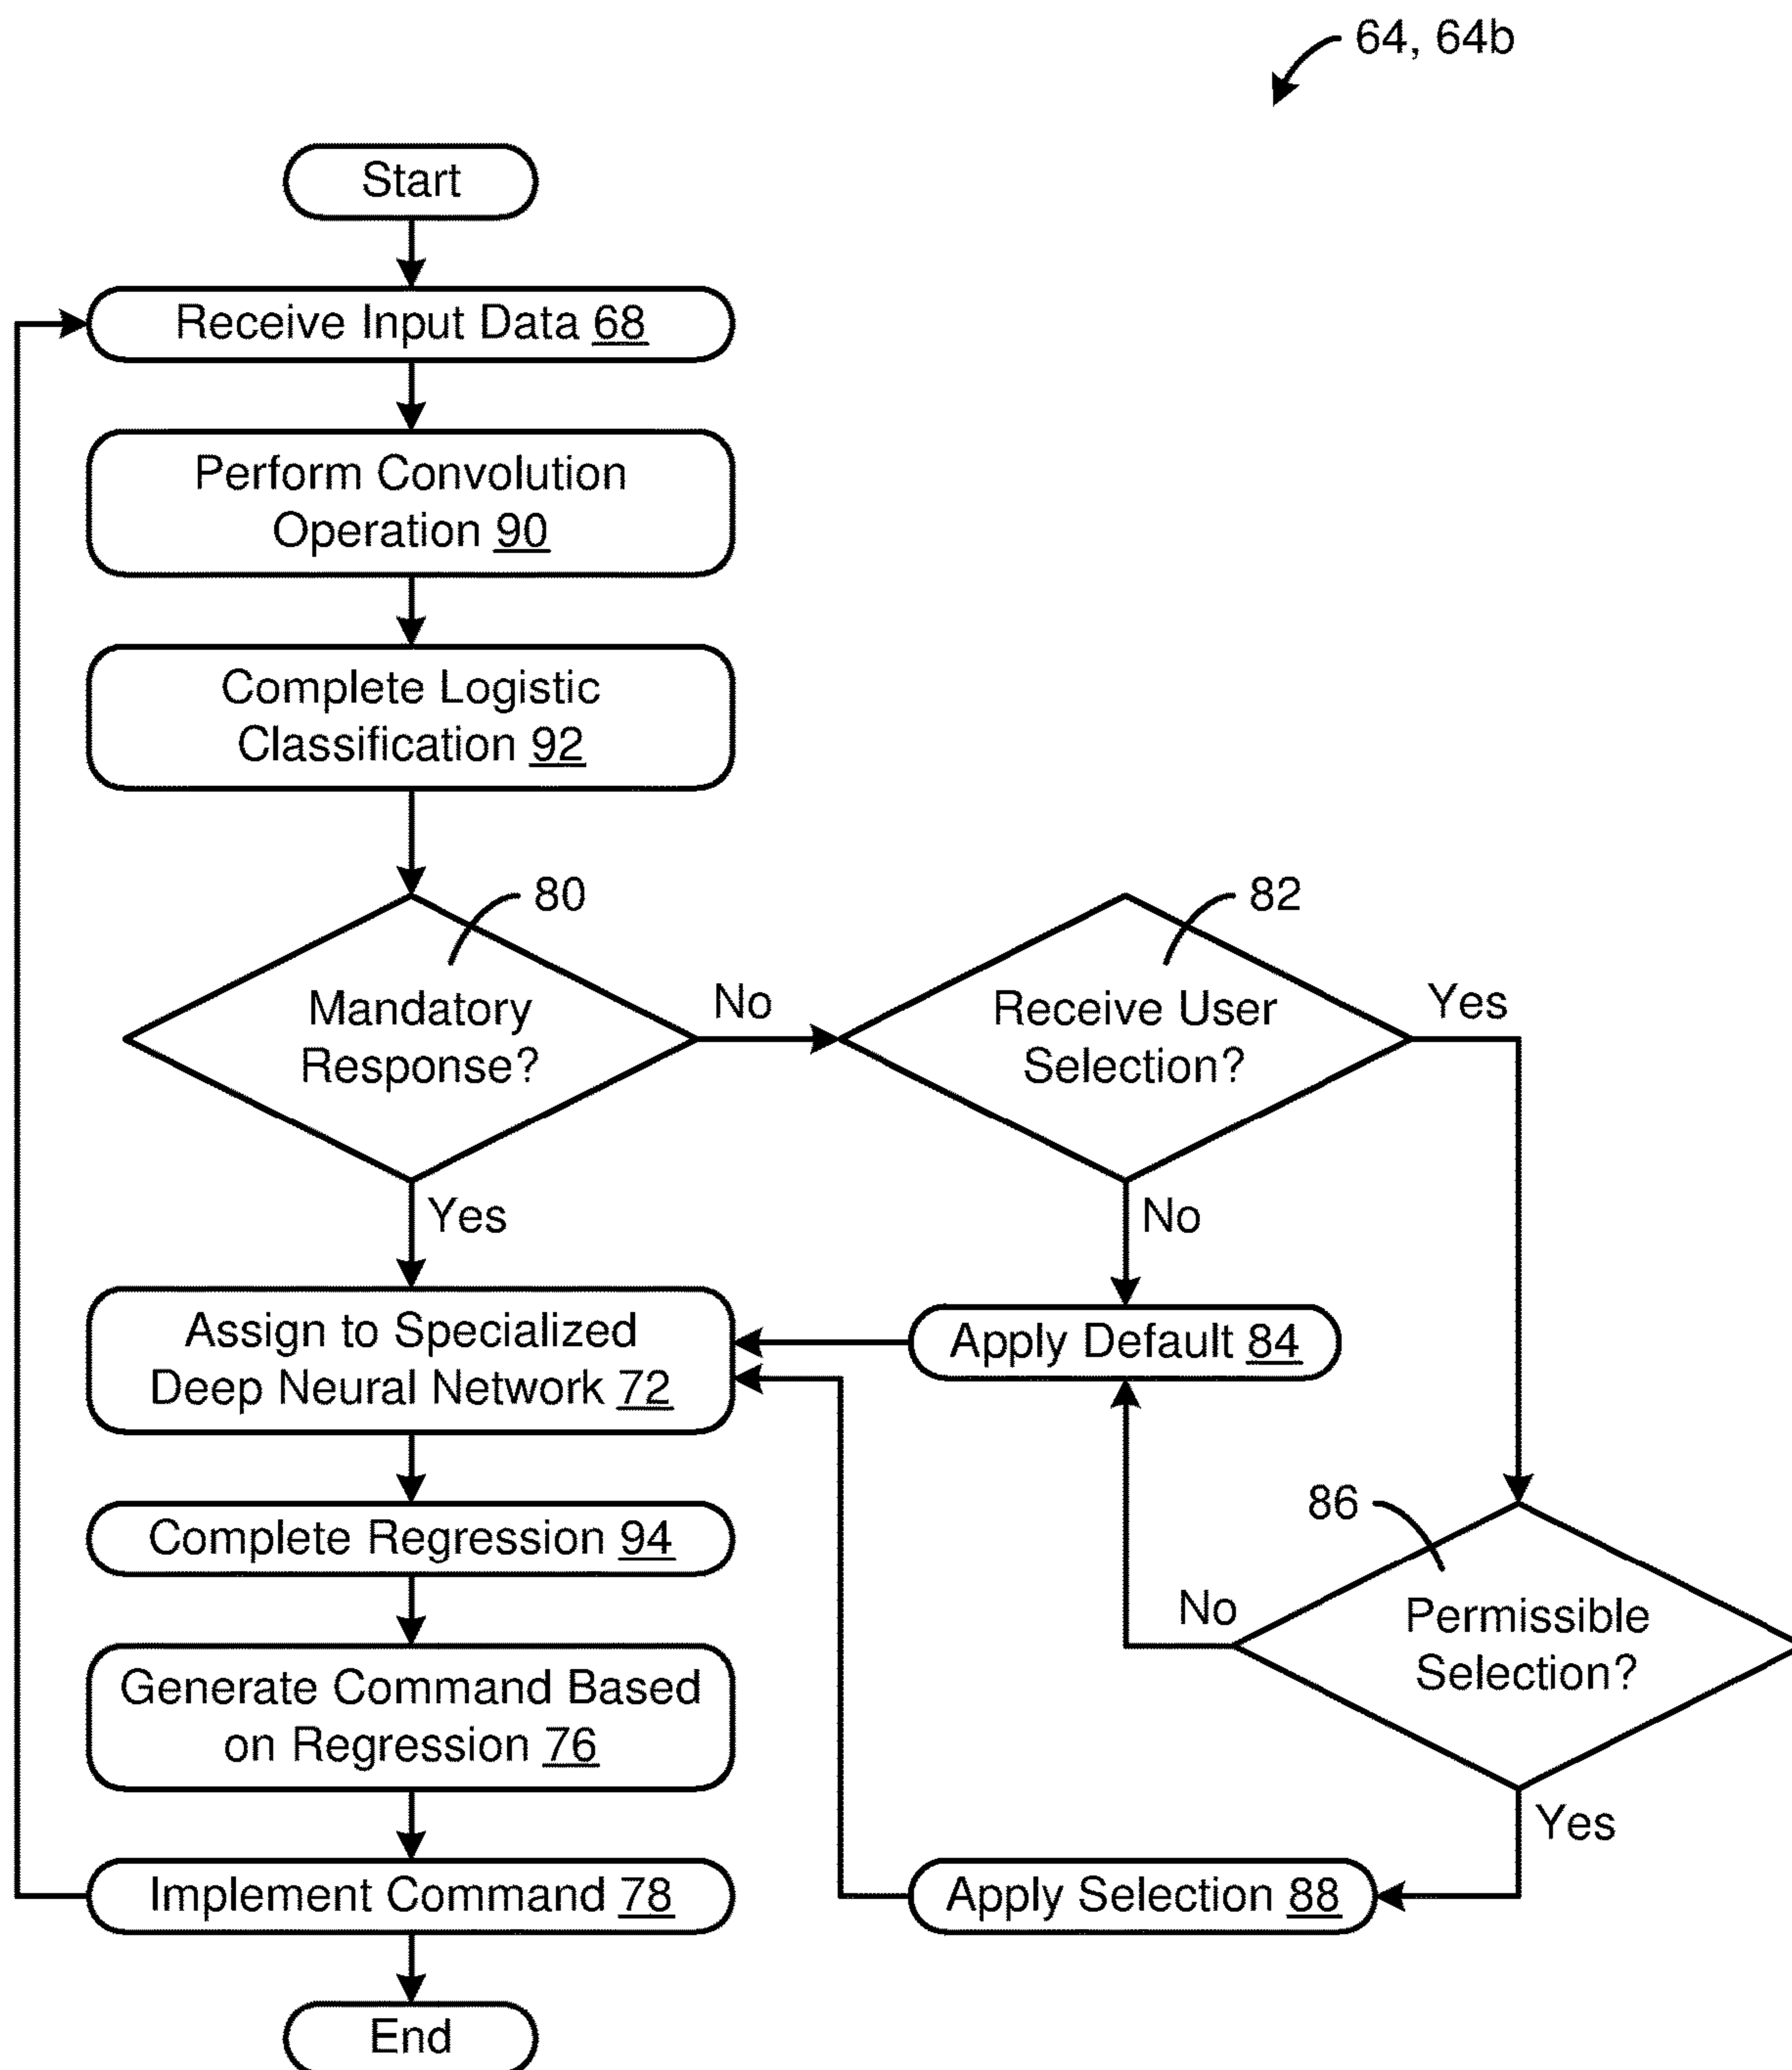 64, 64b
Start
Receive Input Data 68
Perform Convolution
Operation 90
Complete Logistic
Classification 92
80
Mandatory
Response?
No
Yes
82
Receive User
Selection?
Yes
No
Assign to Specialized
Deep Neural Network 72
Apply Default 84
Complete Regression 94
86
Permissible
Selection?
No
Yes
Generate Command Based
on Regression 76
Implement Command 78
Apply Selection 88
End